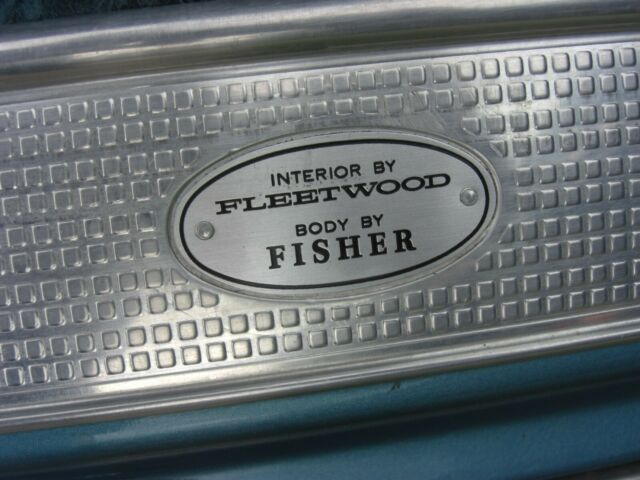 INTERIOR BY
FLEETWOOD
BODY BY
FISHER